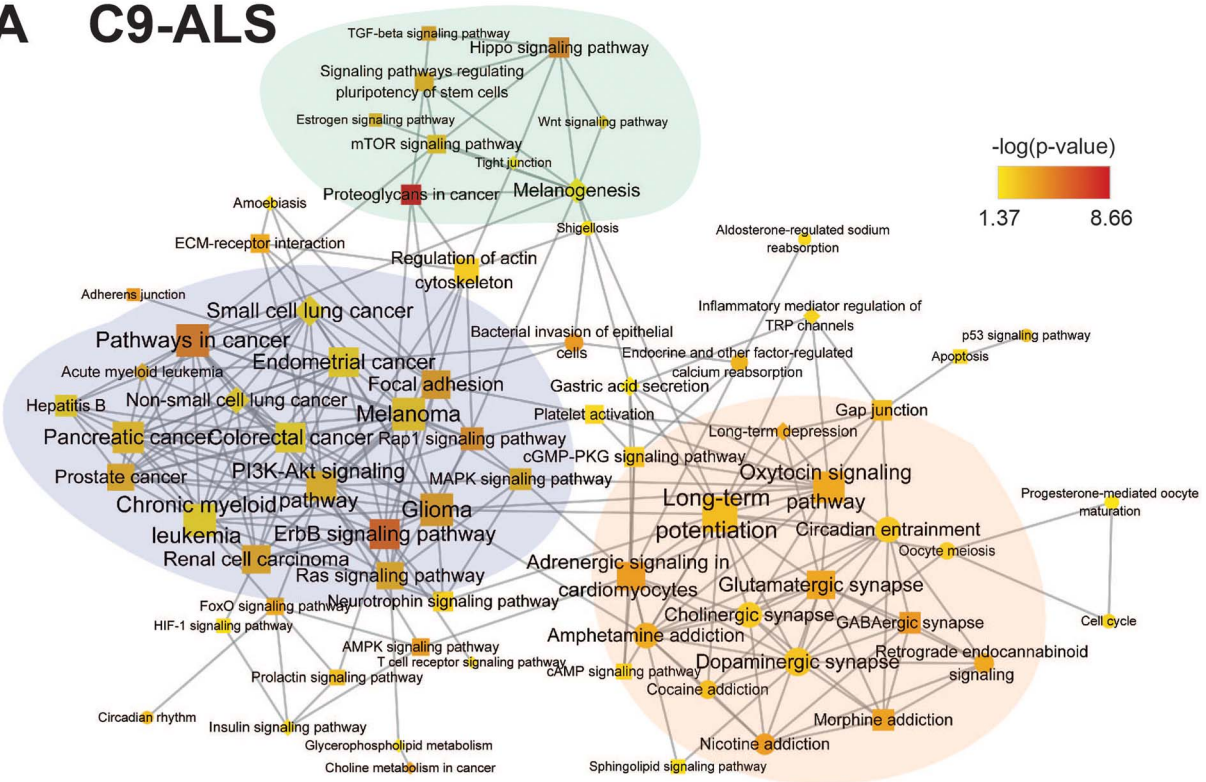 A C9-ALS
TGF-beta signaling pathway
Hippo signaling pathway
Signaling pathways regulating
pluripotency of stem cells
Estrogen signaling pathway
Wnt signaling pathway
mTOR signaling pathway
Tight junction
Proteoglycans in cancer
Melanogenesis
-log(p-value)
1.37 8.66
Amoebiasis
Shigellosis
ECM-receptor interaction
Aldosterone-regulated sodium
reabsorption
Regulation of actin
cytoskeleton
Adherens junction
Small cell lung cancer
Inflammatory mediator regulation of
TRP channels
Pathways in cancer
Bacterial invasion of epithelial
cells
p53 signaling pathway
Endometrial cancer
Endocrine and other factor-regulated
calcium reabsorption
Apoptosis
Acute myeloid leukemia
Focal adhesion
Gastric acid secretion
Hepatitis B
Non-small cell lung cancer
Melanoma
Platelet activation
Gap junction
Pancreatic cancer
Colorectal cancer
Rap1 signaling pathway
Long-term depression
cGMP-PKG signaling pathway
Prostate cancer
PI3K-Akt signaling
pathway
MAPK signaling pathway
Oxytocin signaling
pathway
Long-term
potentiation
Progesterone-mediated oocyte
maturation
Chronic myeloid
leukemia
Glioma
Circadian entrainment
ErbB signaling pathway
Oocyte meiosis
Renal cell carcinoma
Ras signaling pathway
Adrenergic signaling in
cardiomyocytes
Glutamatergic synapse
FoxO signaling pathway
Neurotrophin signaling pathway
Cholinergic synapse
GABAergic synapse
Cell cycle
HIF-1 signaling pathway
Amphetamine addiction
AMPK signaling pathway
T cell receptor signaling pathway
Dopaminergic synapse
Retrograde endocannabinoid
signaling
cAMP signaling pathway
Prolactin signaling pathway
Cocaine addiction
Circadian rhythm
Insulin signaling pathway
Morphine addiction
Glycerophospholipid metabolism
Nicotine addiction
Choline metabolism in cancer
Sphingolipid signaling pathway